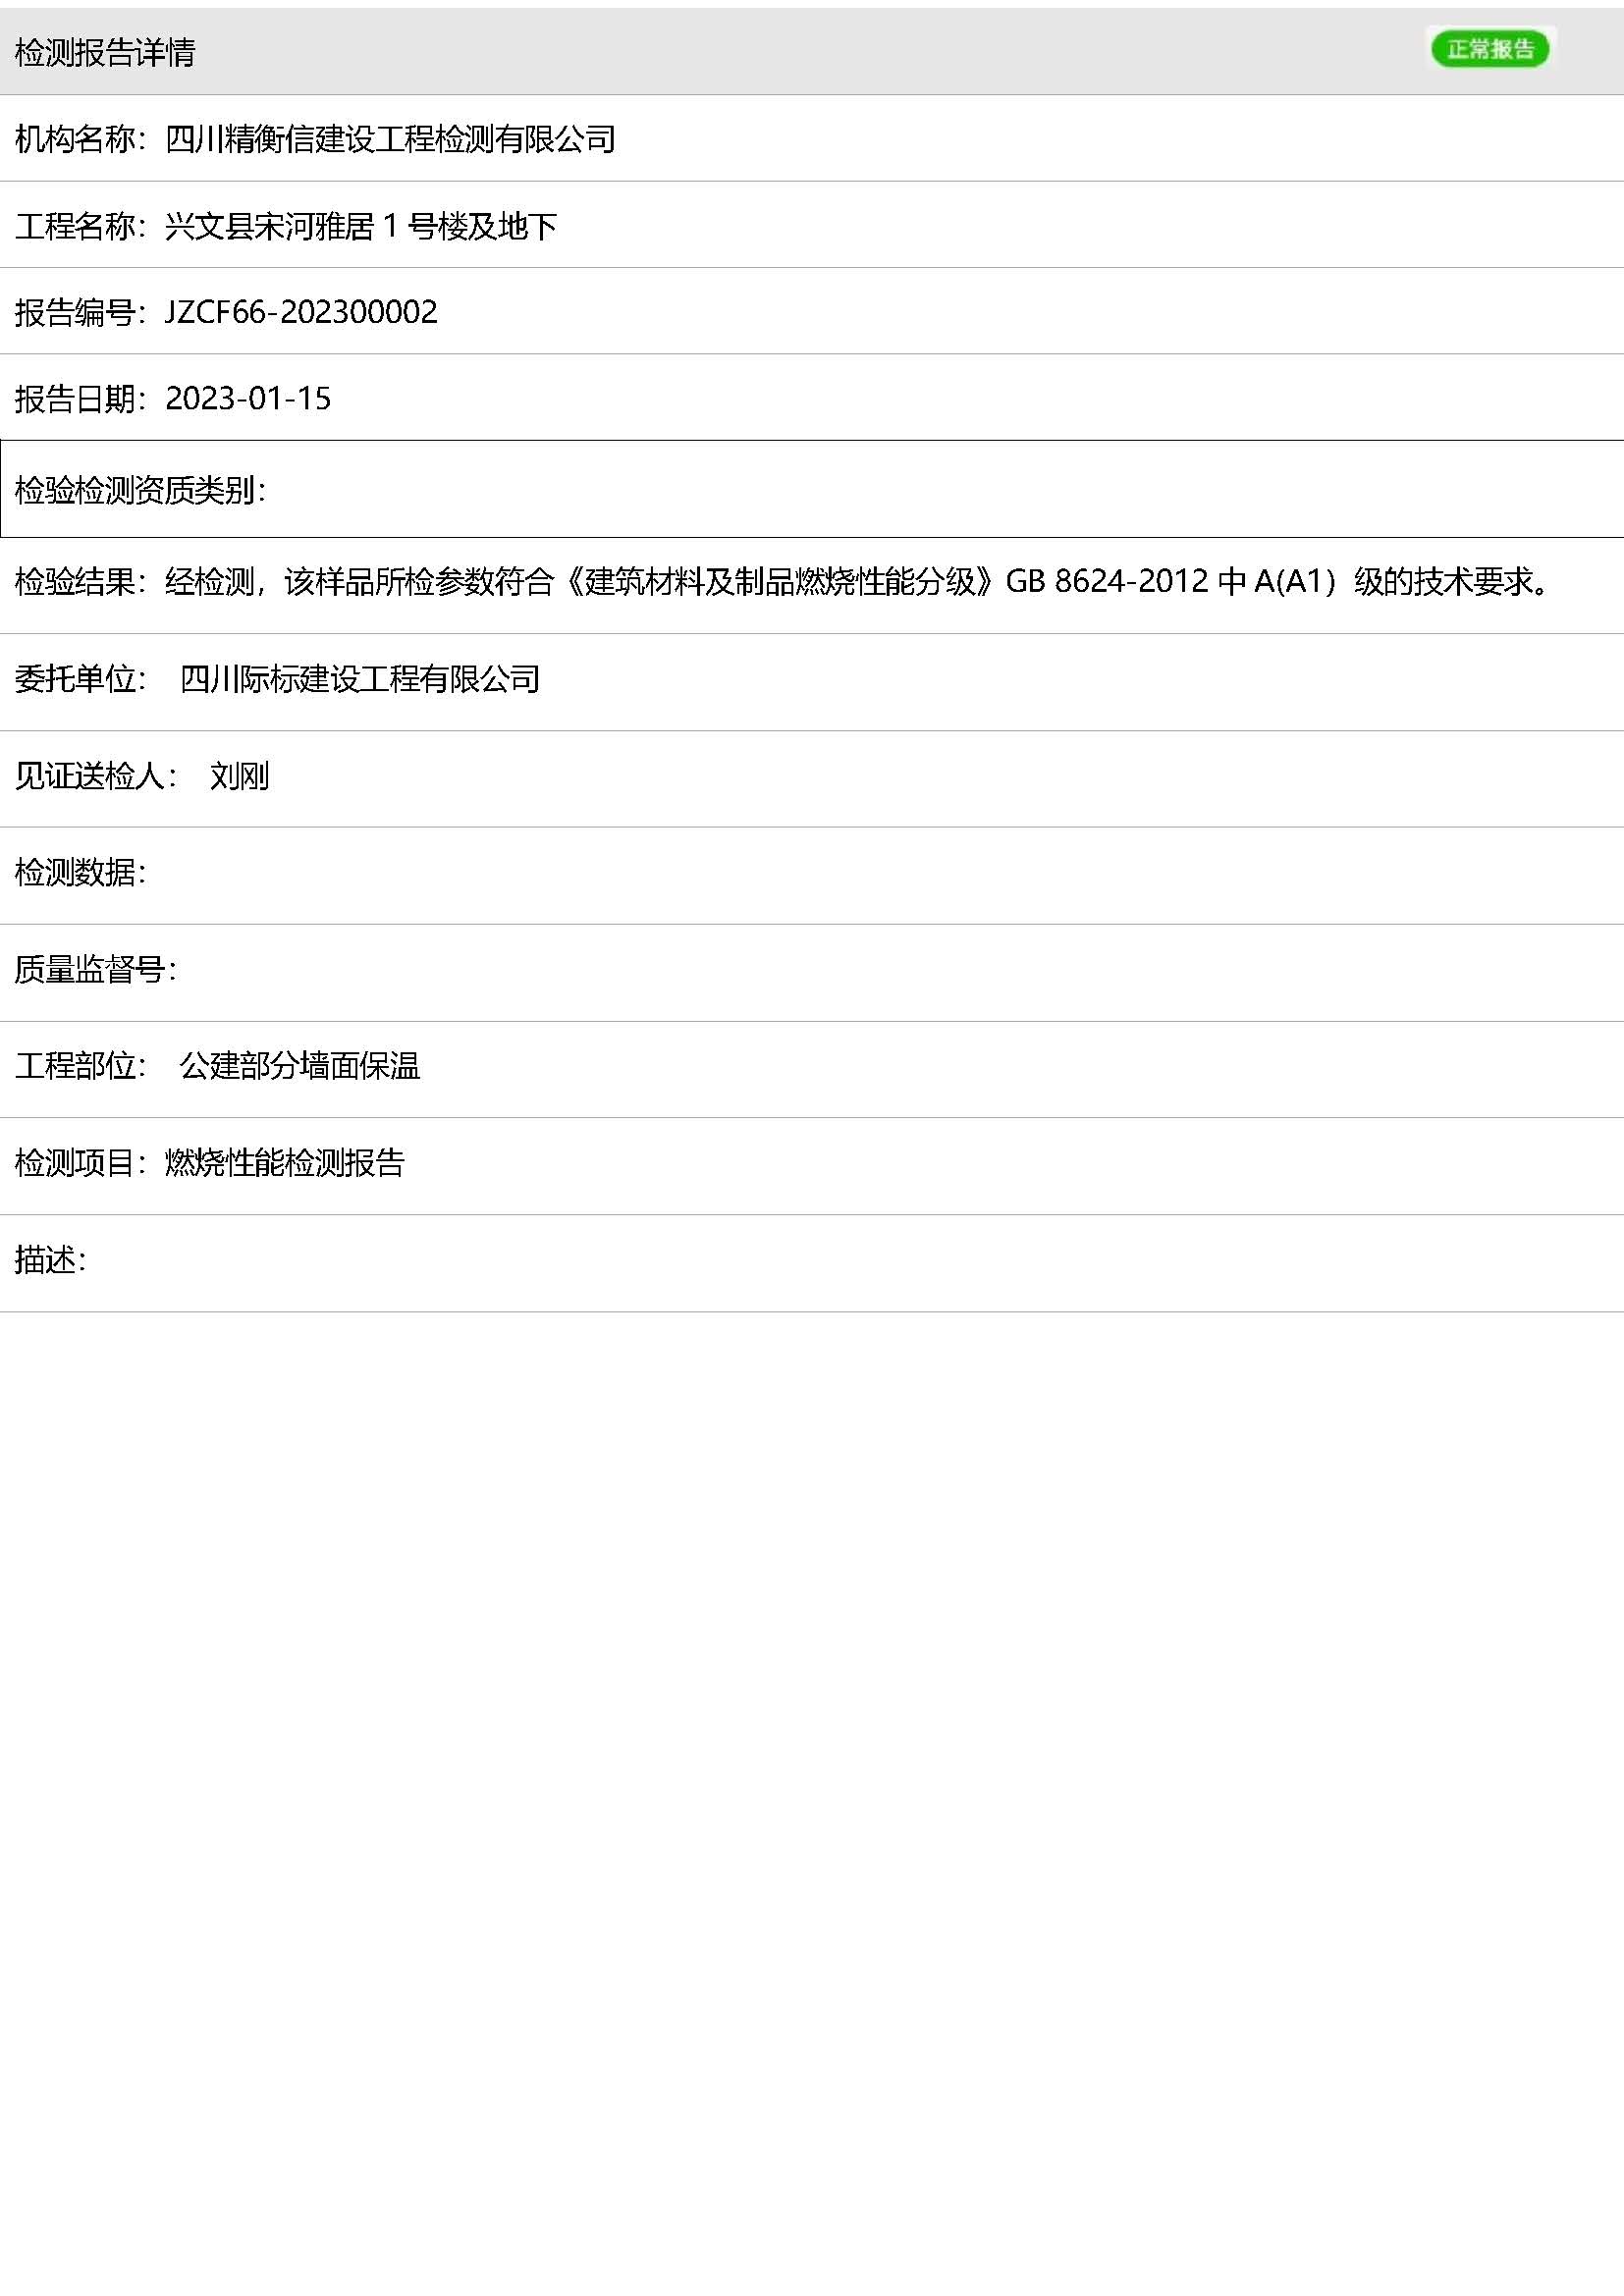 检测报告详情 正常报告
机构名称：四川精衡信建设工程检测有限公司
工程名称：兴文县宋河雅居 1 号楼及地下
报告编号：JZCF66-202300002
报告日期：2023-01-15
检验检测资质类别：
检验结果：经检测，该样品所检参数符合《建筑材料及制品燃烧性能分级》GB 8624-2012 中 A(A1）级的技术要求。
委托单位： 四川际标建设工程有限公司
见证送检人： 刘刚
检测数据：
质量监督号：
工程部位： 公建部分墙面保温
检测项目：燃烧性能检测报告
描述：